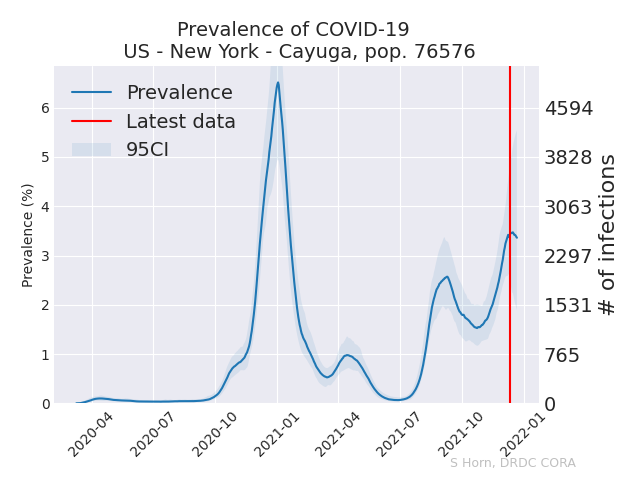 Prevalence of COVID-19
US - New York - Cayuga, pop. 76576
Prevalence
Latest data
95CI
Prevalence (%)
6
5
4
3
2
1
0
4594
3828
3063
2297
1531
765
0
# of infections
2020-04
2020-07
2020-10
2021-01
2021-04
2021-07
2021-10
2022-01
S Horn, DRDC CORA